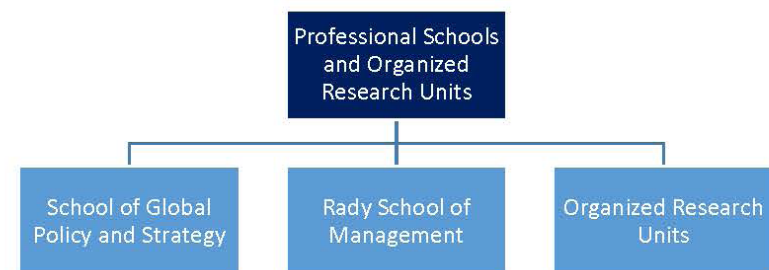 Professional Schools
and Organized
Research Units
School of Global
Policy and Strategy
Rady School of
Management
Organized Research
Units